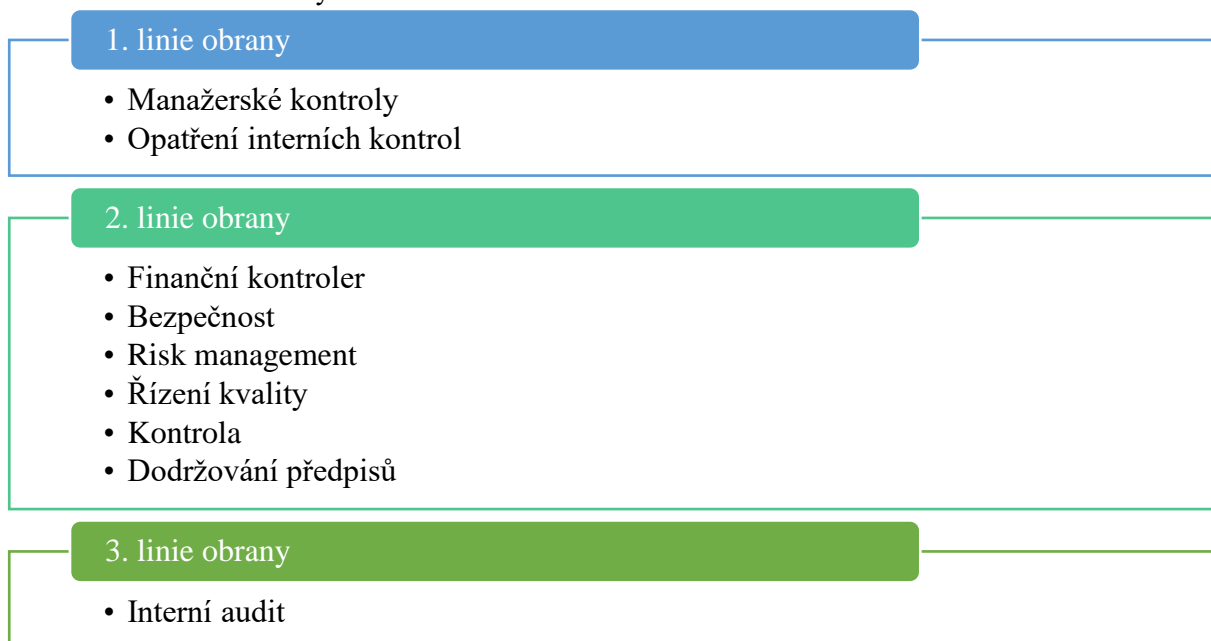 1. linie obrany
• Manažerské kontroly
• Opatření interních kontrol
2. linie obrany
• Finanční kontroler
• Bezpečnost
• Risk management
• Řízení kvality
• Kontrola
• Dodržování předpisů
3. linie obrany
• Interní audit